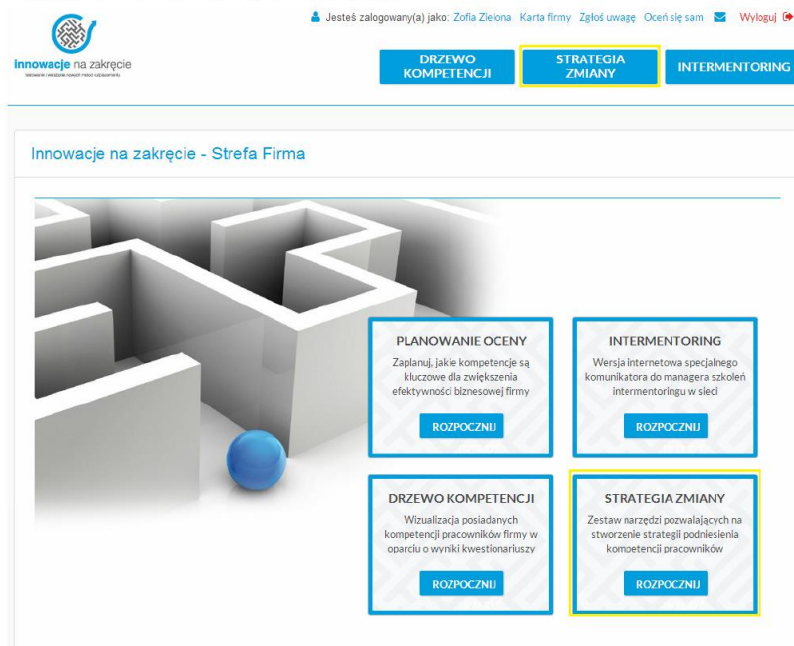 Jesteś zalogowany(a) jako: Zofia Zielona Karta firmy Zgłoś uwagę Oceń się sam Wyloguj
innowacje na zakręcie
DRZEWO KOMPETENCJI
STRATEGIA ZMIANY
INTERMENTORING
Innowacje na zakręcie - Strefa Firma
PLANOWANIE OCENY
Zaplanuj, jakie kompetencje są
kluczowe dla zwiększenia
efektywności biznesowej firmy
ROZPOCZNIJ
INTERMENTORING
Wersja internetowa specjalnego
komunikatora do managera szkoleń
intermentoringu w sieci
ROZPOCZNIJ
DRZEWO KOMPETENCJI
Wizualizacja posiadanych
kompetencji pracowników firmy w
oparciu o wyniki kwestionariuszy
ROZPOCZNIJ
STRATEGIA ZMIANY
Zestaw narzędzi pozwalających na
stworzenie strategii podniesienia
kompetencji pracowników
ROZPOCZNIJ